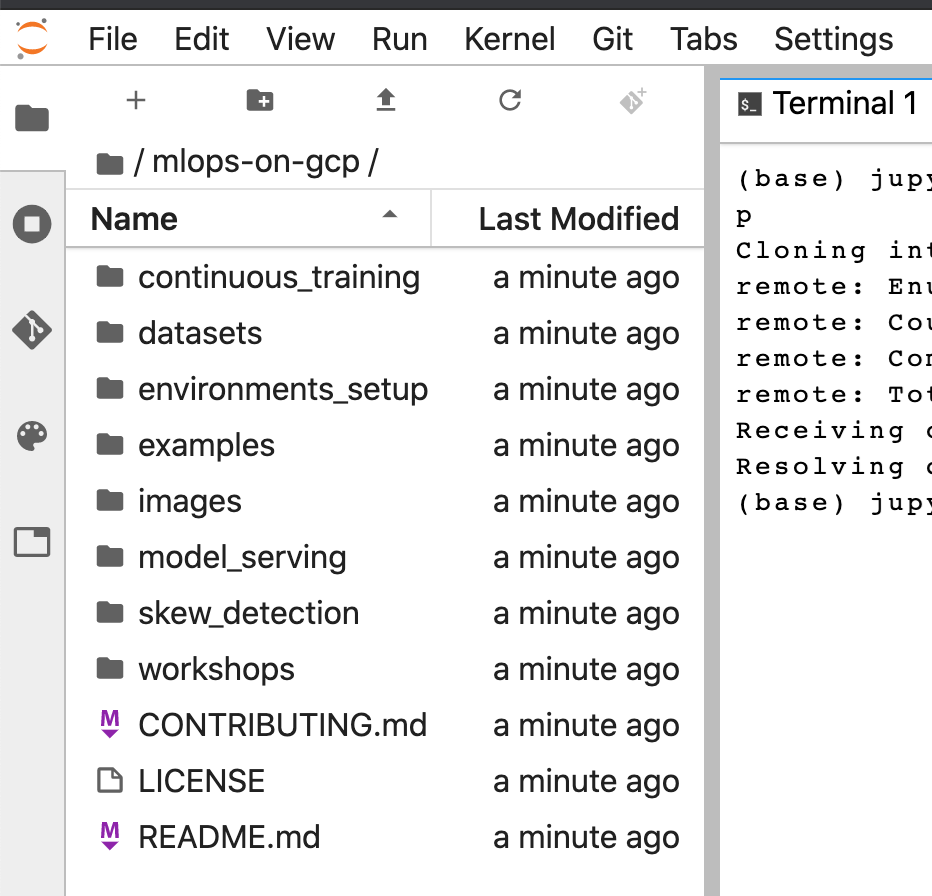 File Edit View Run Kernel Git Tabs Settings
/ mlops-on-gcp /
Name Last Modified
continuous_training a minute ago
datasets a minute ago
environments_setup a minute ago
examples a minute ago
images a minute ago
model_serving a minute ago
skew_detection a minute ago
workshops a minute ago
CONTRIBUTING.md a minute ago
LICENSE a minute ago
README.md a minute ago
$_ Terminal 1
(base) jupy
p
Cloning int
remote: Enu
remote: Cou
remote: Com
remote: Tot
Receiving o
Resolving d
(base) jupy